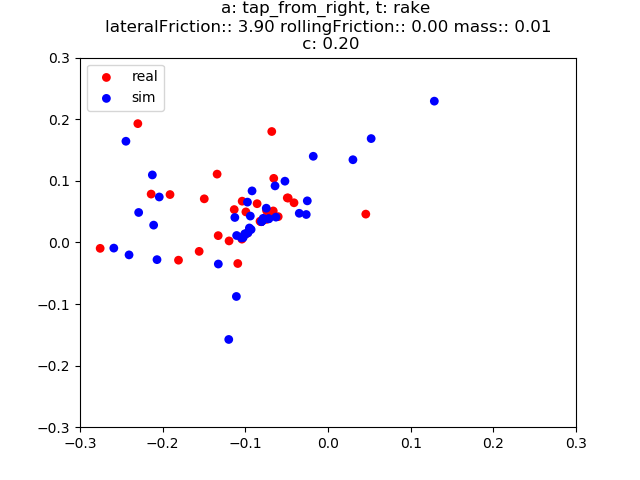 a: tap_from_right, t: rake
lateralFriction:: 3.90 rollingFriction:: 0.00 mass:: 0.01
c: 0.20
real
sim
0.3
0.2
0.1
0.0
−0.1
−0.2
−0.3
−0.3 −0.2 −0.1 0.0 0.1 0.2 0.3